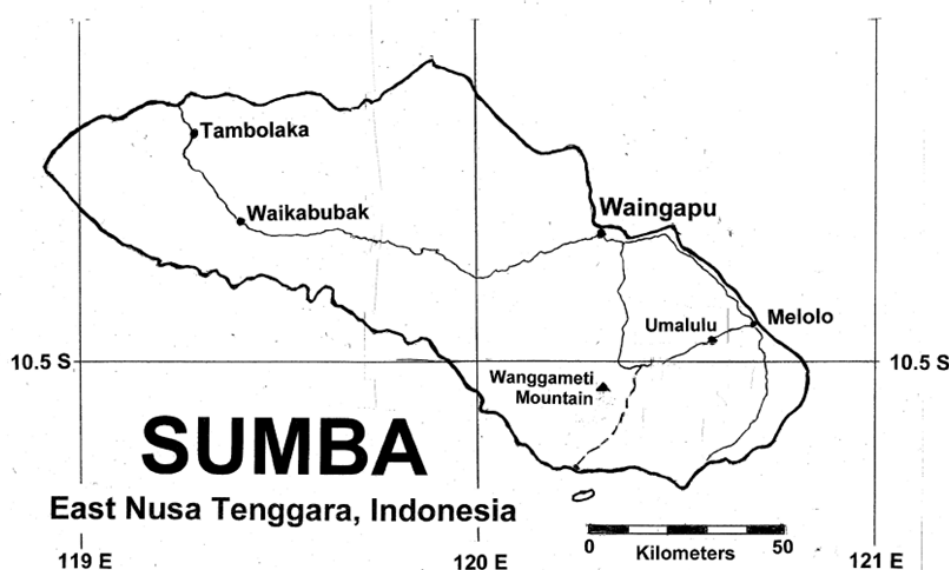 Tambolaka
Waikabubak
Waingapu
Umalulu
Melolo
10.5 S
10.5 S
Wanggameti
Mountain
SUMBA
East Nusa Tenggara, Indonesia
0
50
Kilometers
119 E
120 E
121 E